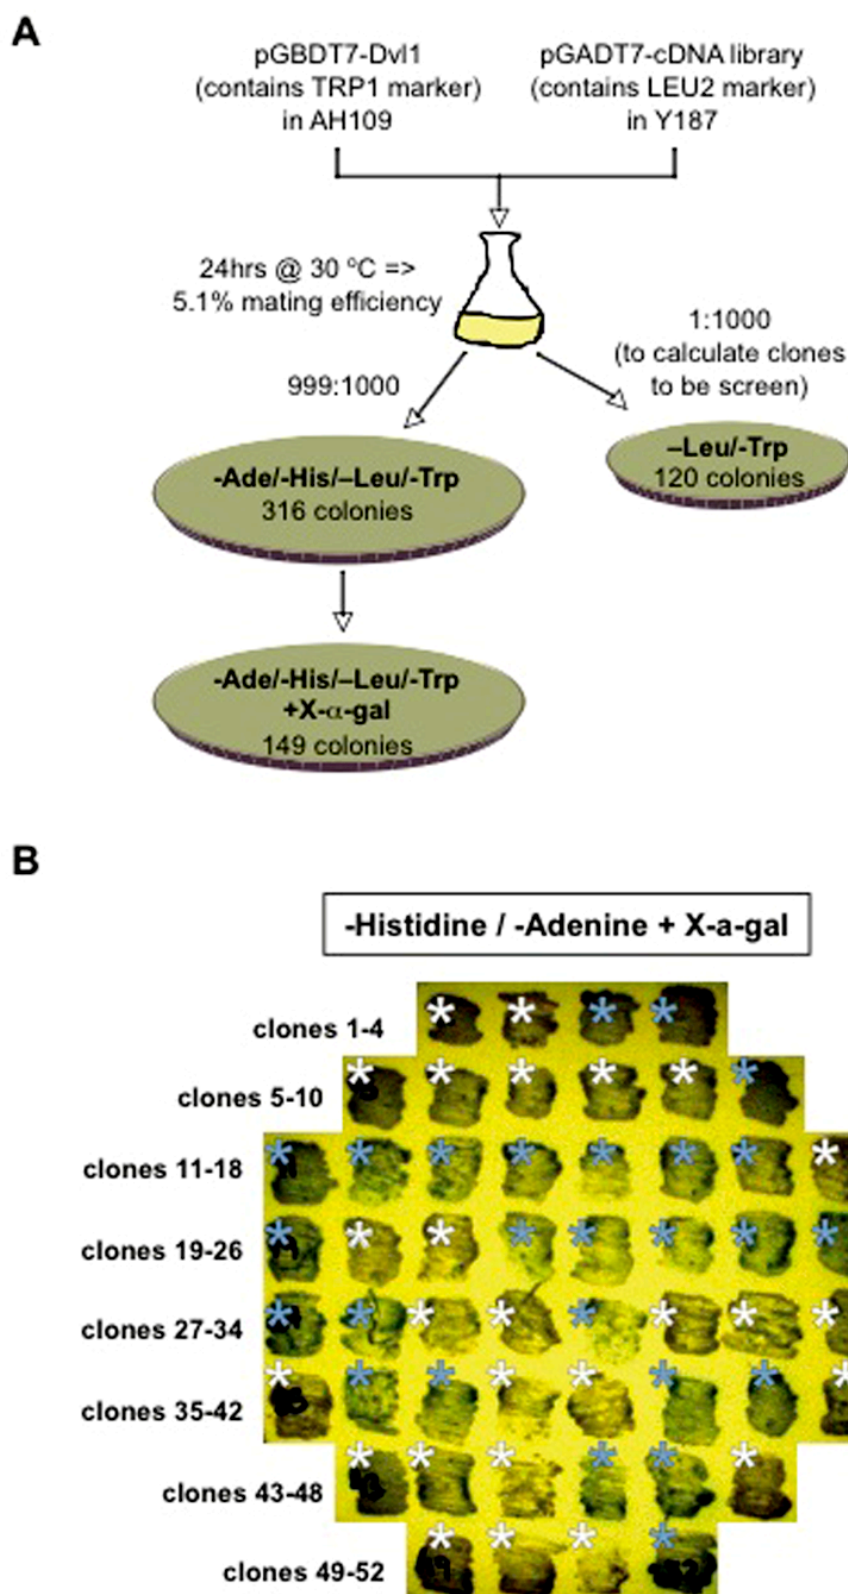 A
pGBDT7-Dvl1
(contains TRP1 marker)
in AH109
pGADT7-cDNA library
(contains LEU2 marker)
in Y187
24hrs @ 30 ºC =>
5.1% mating efficiency
1:1000
(to calculate clones
to be screen)
999:1000
-Ade/-His/–Leu/-Trp
316 colonies
–Leu/-Trp
120 colonies
-Ade/-His/–Leu/-Trp
+X-α-gal
149 colonies
B
-Histidine / -Adenine + X-a-gal
clones 1-4
clones 5-10
clones 11-18
clones 19-26
clones 27-34
clones 35-42
clones 43-48
clones 49-52